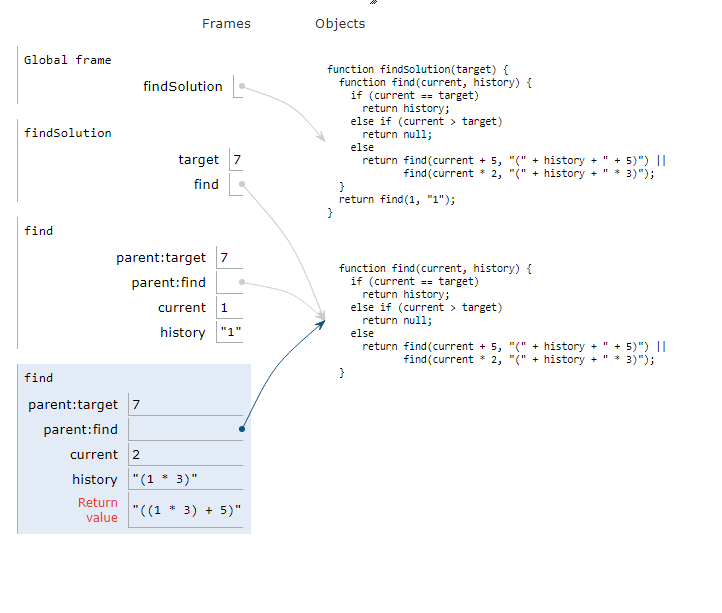 Frames Objects
Global frame
findSolution
findSolution
target 7
find
find
parent:target 7
parent:find
current 1
history "1"
find
parent:target 7
parent:find
current 2
history "(1 * 3)"
Return
value "((1 * 3) + 5)"
function findSolution(target) {
  function find(current, history) {
    if (current == target)
      return history;
    else if (current > target)
      return null;
    else
      return find(current + 5, "(" + history + " + 5)") ||
             find(current * 2, "(" + history + " * 3)");
  }
  return find(1, "1");
}
function find(current, history) {
    if (current == target)
      return history;
    else if (current > target)
      return null;
    else
      return find(current + 5, "(" + history + " + 5)") ||
             find(current * 2, "(" + history + " * 3)");
  }